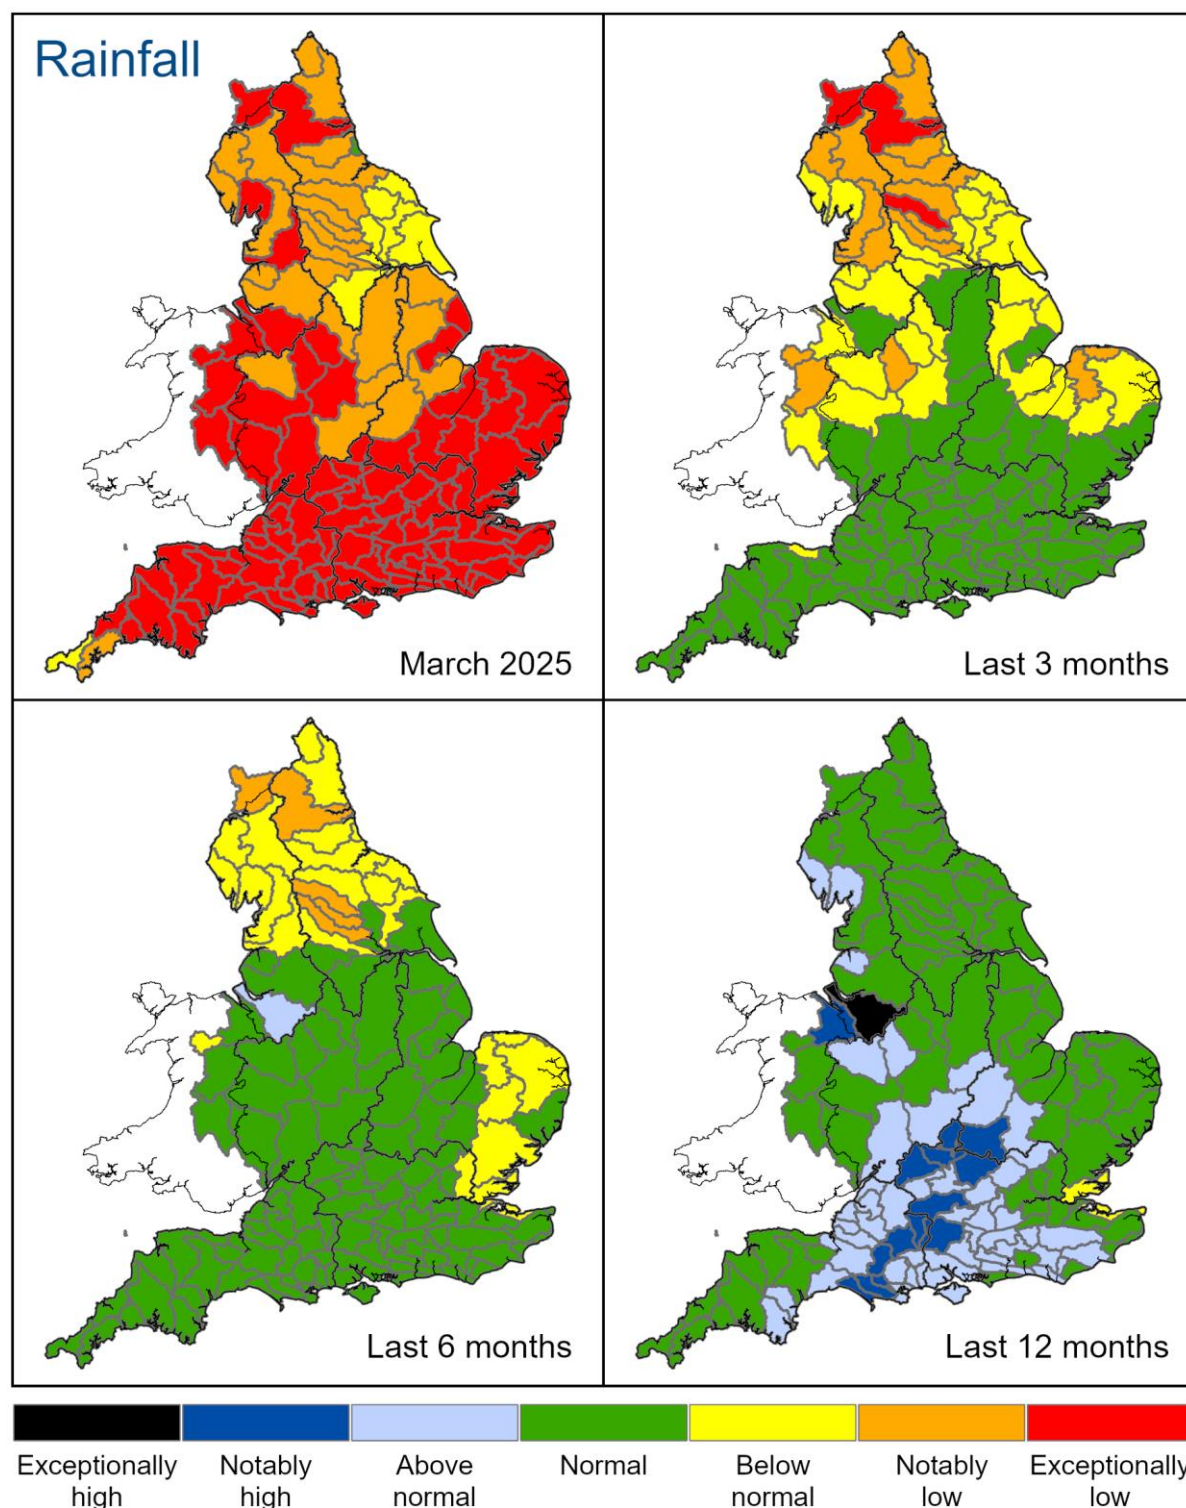 Rainfall
March 2025
Last 3 months
Last 6 months
Last 12 months
Exceptionally high
Notably high
Above normal
Normal
Below normal
Notably low
Exceptionally low